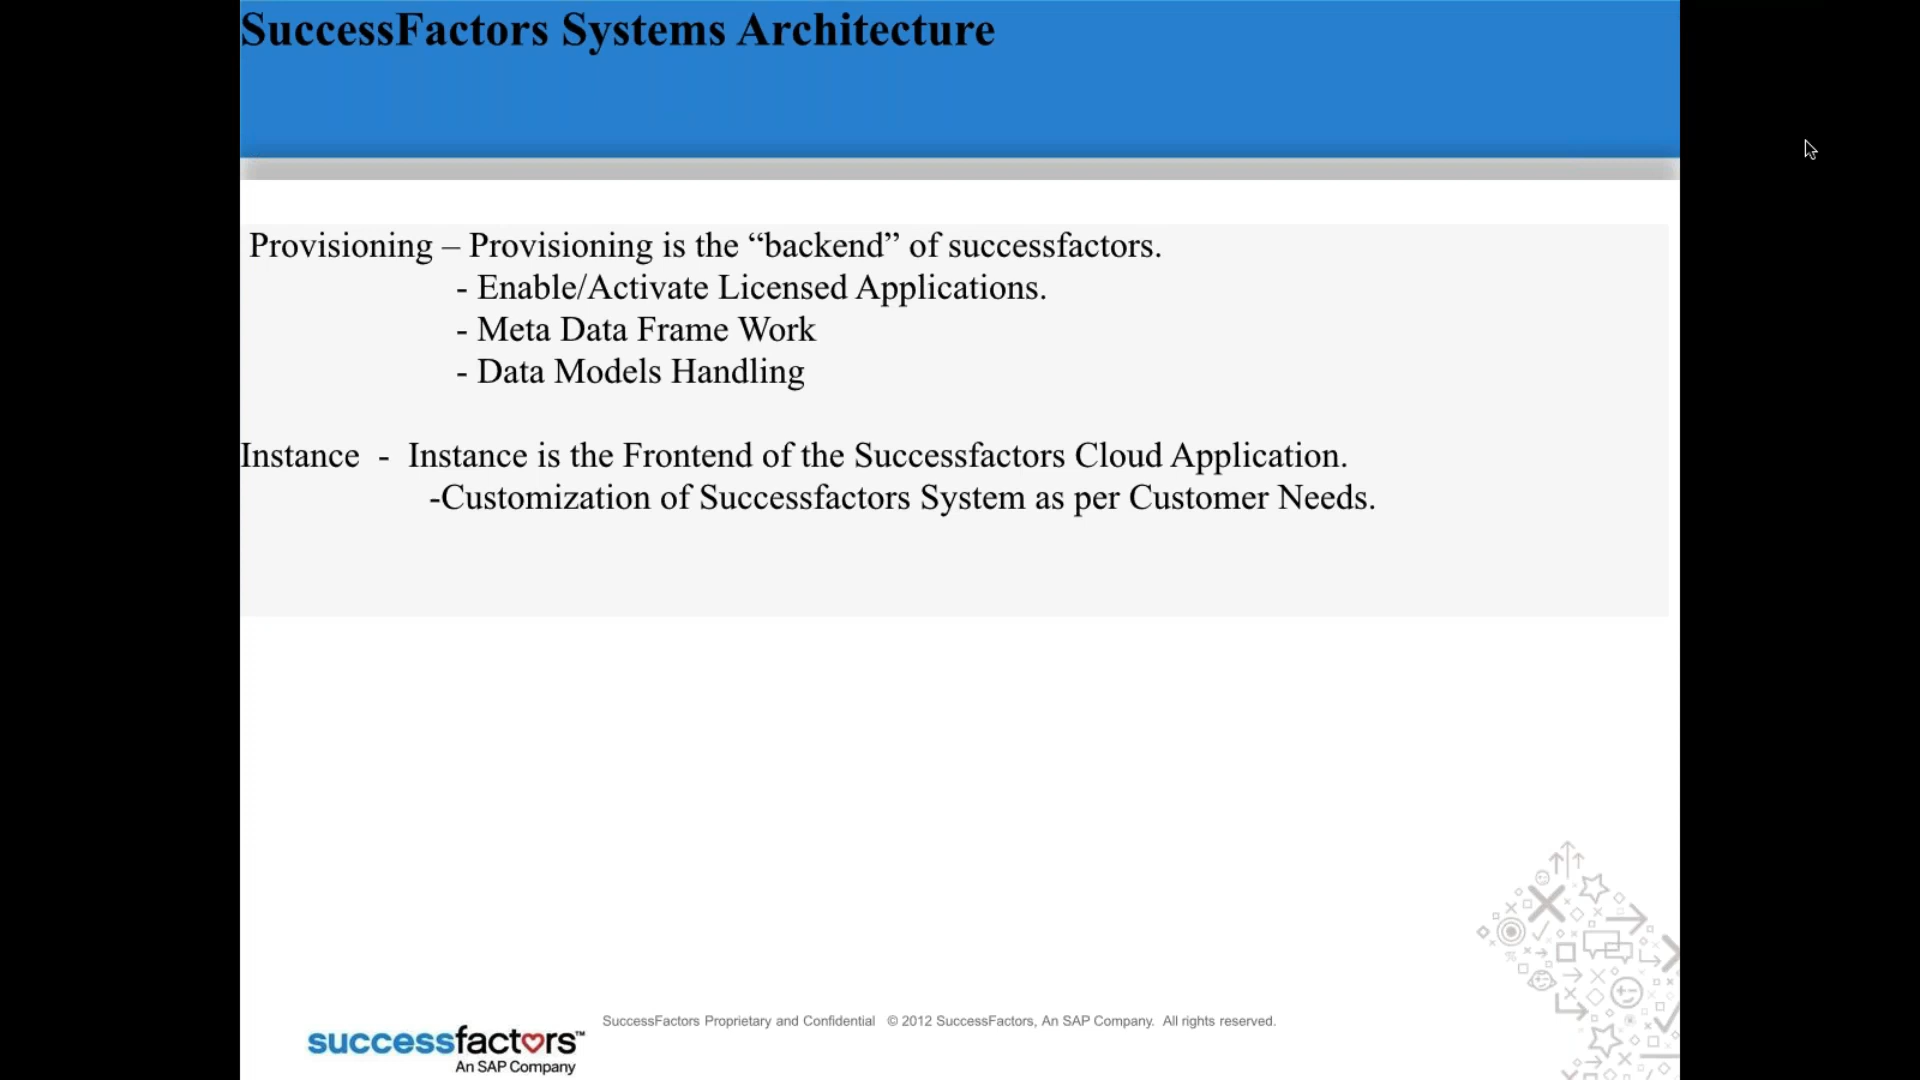 SuccessFactors Systems Architecture
Provisioning – Provisioning is the “backend” of successfactors.
- Enable/Activate Licensed Applications.
- Meta Data Frame Work
- Data Models Handling
Instance - Instance is the Frontend of the Successfactors Cloud Application.
-Customization of Successfactors System as per Customer Needs.
SuccessFactors Proprietary and Confidential © 2012 SuccessFactors, An SAP Company. All rights reserved.
successfactors™
An SAP Company